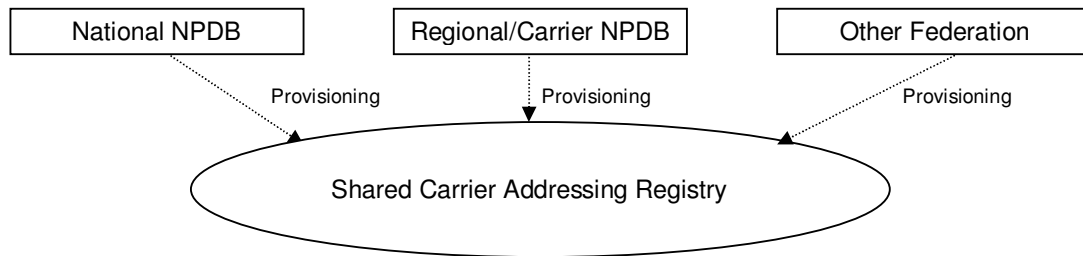 National NPDB
Regional/Carrier NPDB
Other Federation
Provisioning
Provisioning
Provisioning
Shared Carrier Addressing Registry